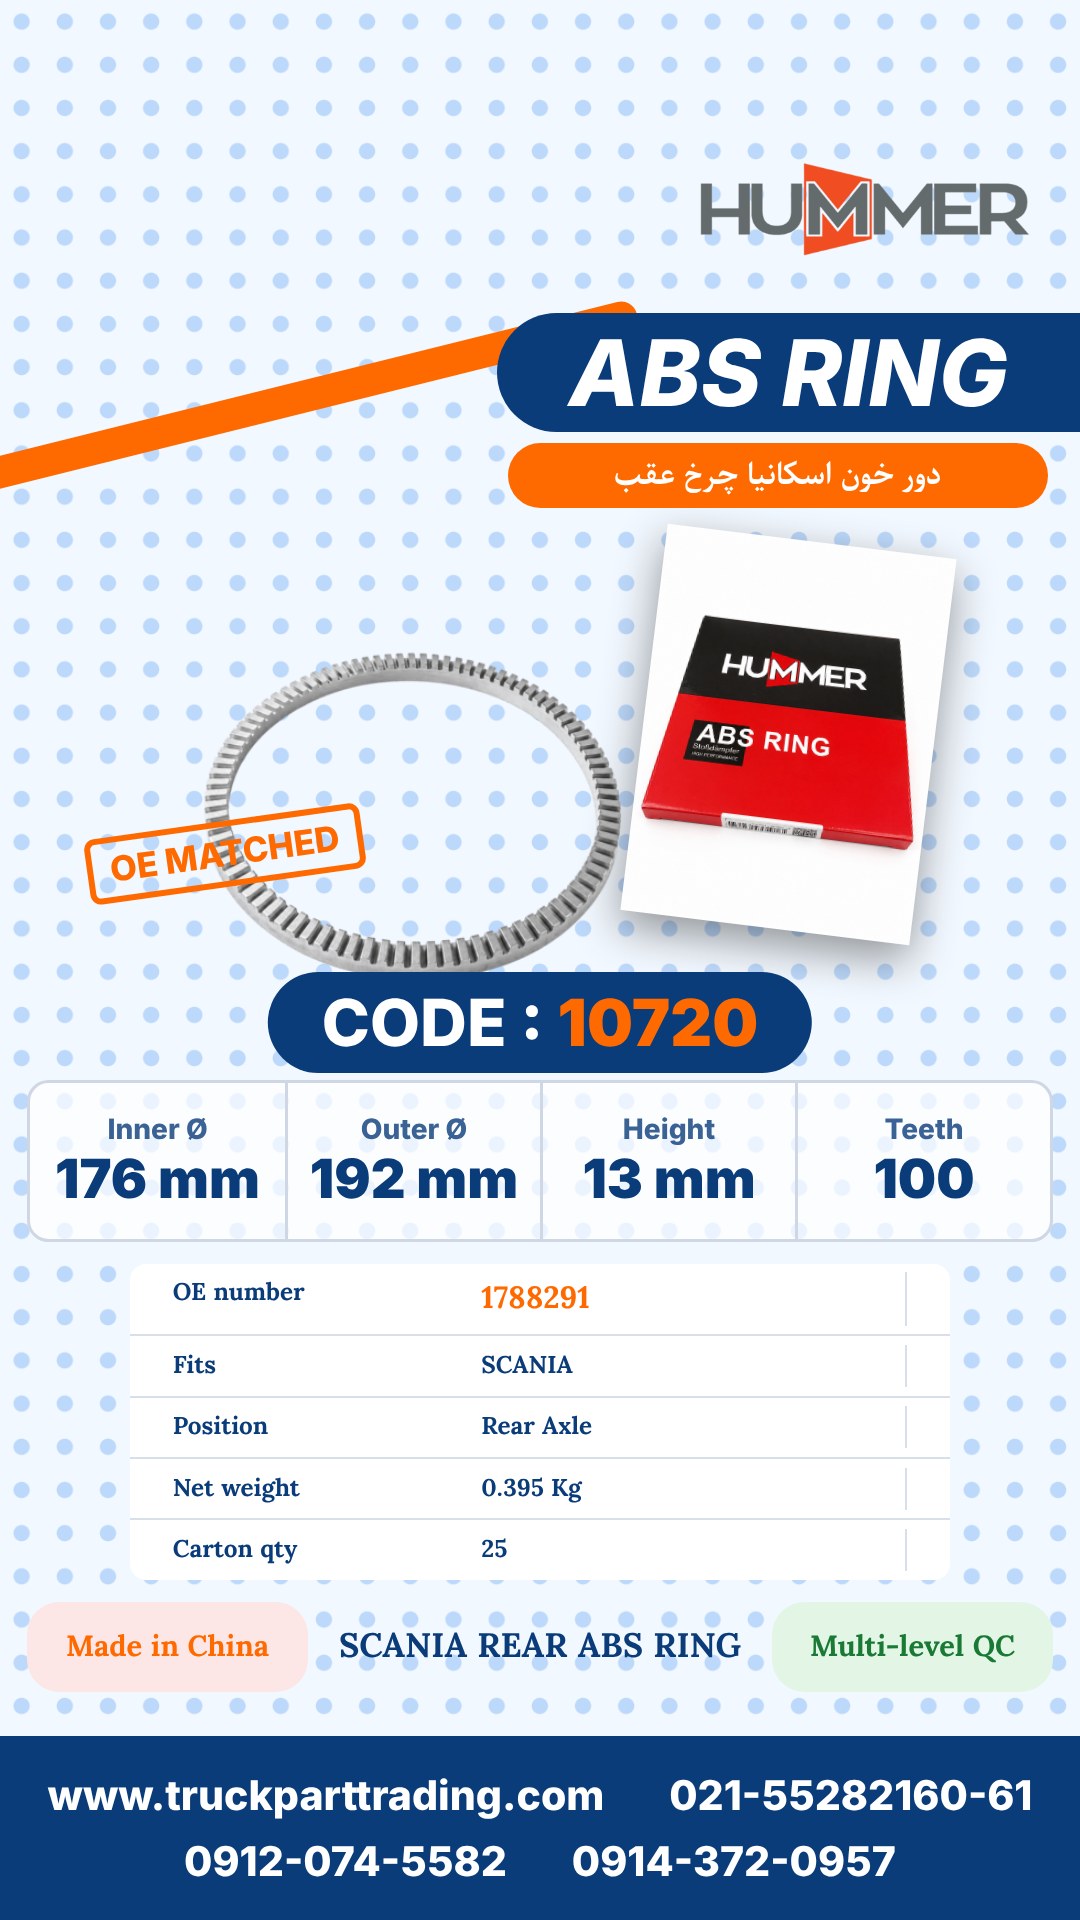 HUMMER
ABS RING
دور خون اسکانیا چرخ عقب
HUMMER
ABS RING
Stoßdämpfer
HIGH PERFORMANCE
OE MATCHED
CODE : 10720
Inner Ø
176 mm
Outer Ø
192 mm
Height
13 mm
Teeth
100
OE number 1788291
Fits SCANIA
Position Rear Axle
Net weight 0.395 Kg
Carton qty 25
Made in China
SCANIA REAR ABS RING
Multi-level QC
www.truckparttrading.com 021-55282160-61
0912-074-5582 0914-372-0957